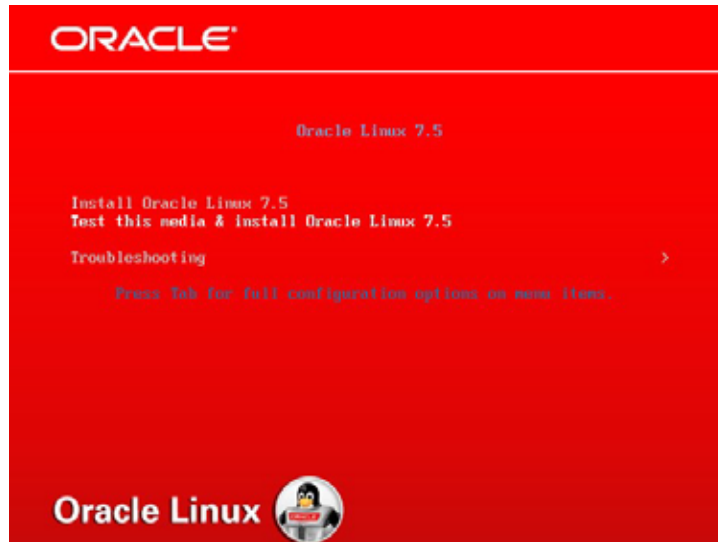 ORACLE
Oracle Linux 7.5
Install Oracle Linux 7.5
Test this media & install Oracle Linux 7.5
Troubleshooting >
Press Tab for full configuration options on menu items.
Oracle Linux
ORACLE